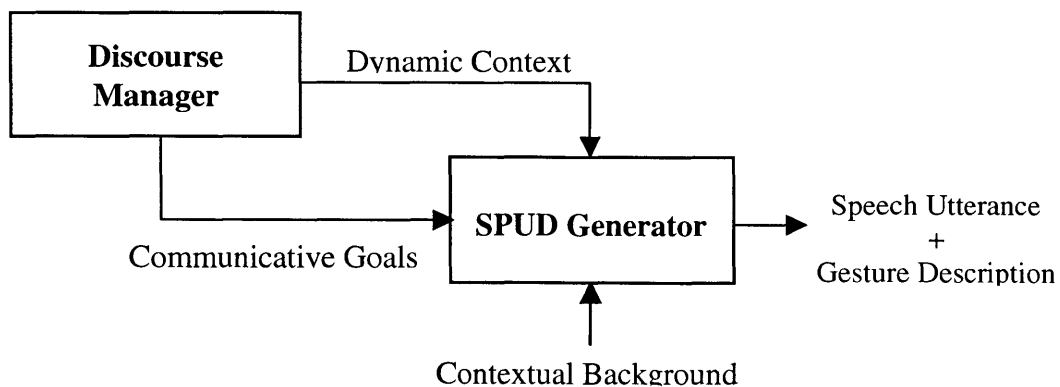 Discourse
Manager
Dynamic Context
SPUD Generator
Communicative Goals
Speech Utterance
+
Gesture Description
Contextual Background